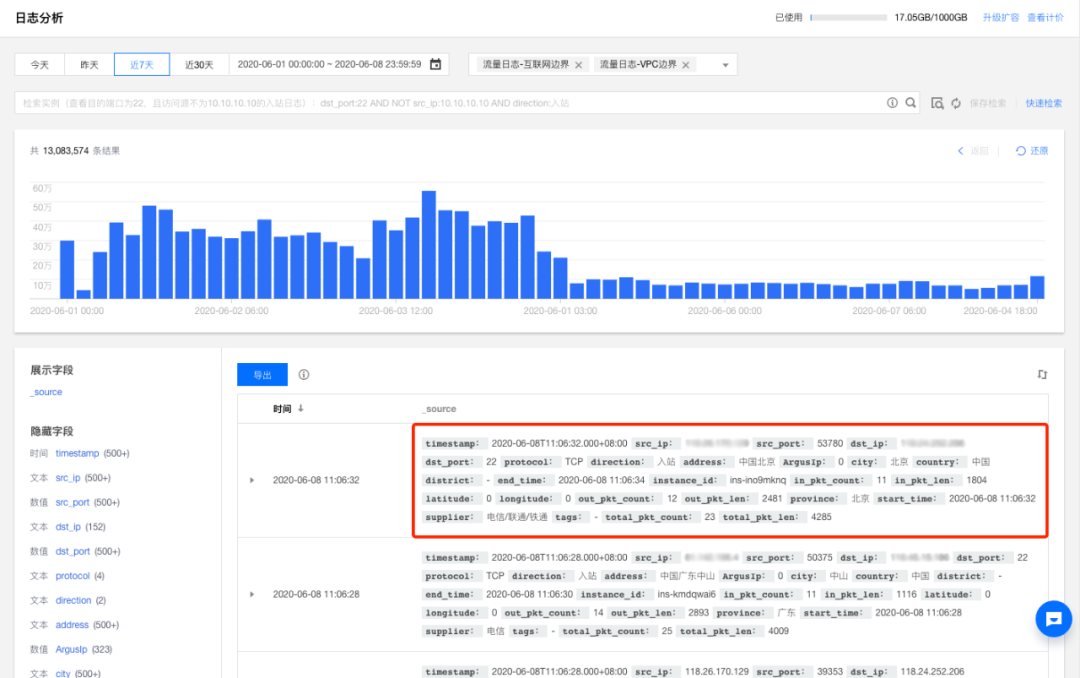 日志分析
已使用 17.05GB/1000GB 升级扩容 查看计价
今天 昨天 近7天 近30天 2020-06-01 00:00:00 ~ 2020-06-08 23:59:59 流量日志-互联网边界 流量日志-VPC边界
检索实例（查看目的端口为22，且访问源不为10.10.10.10的入站日志）：dst_port:22 AND NOT src_ip:10.10.10.10 AND direction:入站 保存检索 快速检索
共 13,083,574 条结果 返回 还原
60万
50万
40万
30万
20万
10万
2020-06-01 00:00 2020-06-02 06:00 2020-06-03 12:00 2020-06-01 03:00 2020-06-06 00:00 2020-06-07 06:00 2020-06-04 18:00
展示字段
_source
隐藏字段
时间 timestamp (500+)
文本 src_ip (500+)
数值 src_port (500+)
文本 dst_ip (152)
数值 dst_port (500+)
文本 protocol (4)
文本 direction (2)
文本 address (500+)
数值 ArgusIp (323)
文本 city (500+)
导出
时间 _source
2020-06-08 11:06:32
timestamp: 2020-06-08T11:06:32.000+08:00 src_ip: src_port: 53780 dst_ip:
dst_port: 22 protocol: TCP direction: 入站 address: 中国北京 ArgusIp: 0 city: 北京 country: 中国
district: - end_time: 2020-06-08 11:06:34 instance_id: ins-ino9mknq in_pkt_count: 11 in_pkt_len: 1804
latitude: 0 longitude: 0 out_pkt_count: 12 out_pkt_len: 2481 province: 北京 start_time: 2020-06-08 11:06:32
supplier: 电信/联通/铁通 tags: - total_pkt_count: 23 total_pkt_len: 4285
2020-06-08 11:06:28
timestamp: 2020-06-08T11:06:28.000+08:00 src_ip: src_port: 50375 dst_ip: dst_port: 22
protocol: TCP direction: 入站 address: 中国广东中山 ArgusIp: 0 city: 中山 country: 中国 district: -
end_time: 2020-06-08 11:06:30 instance_id: ins-kmdqwai6 in_pkt_count: 11 in_pkt_len: 1116 latitude: 0
longitude: 0 out_pkt_count: 14 out_pkt_len: 2893 province: 广东 start_time: 2020-06-08 11:06:28
supplier: 电信 tags: - total_pkt_count: 25 total_pkt_len: 4009
timestamp: 2020-06-08T11:06:28.000+08:00 src_ip: 118.26.170.129 src_port: 39353 dst_ip: 118.24.252.206